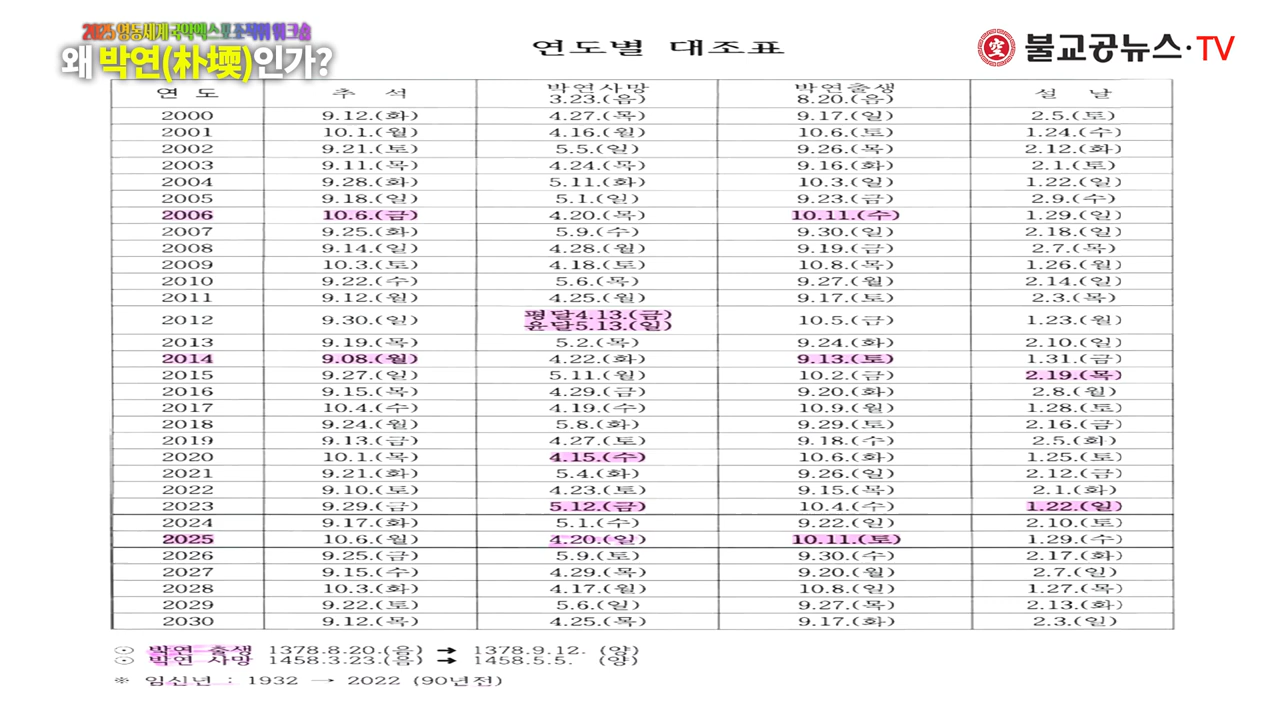 2025 영동세계국악엑스포 조직위 워크숍
왜 박연(朴堧)인가?
연도별 대조표
불교공뉴스·TV
연 도 추 석 박연사망 3.23.(음) 박연출생 8.20.(음) 설 날
2000 9.12.(화) 4.27.(목) 9.17.(일) 2.5.(토)
2001 10.1.(월) 4.16.(월) 10.6.(토) 1.24.(수)
2002 9.21.(토) 5.5.(일) 9.26.(목) 2.12.(화)
2003 9.11.(목) 4.24.(목) 9.16.(화) 2.1.(토)
2004 9.28.(화) 5.11.(화) 10.3.(일) 1.22.(일)
2005 9.18.(일) 5.1.(일) 9.23.(금) 2.9.(수)
2006 10.6.(금) 4.20.(목) 10.11.(수) 1.29.(일)
2007 9.25.(화) 5.9.(수) 9.30.(일) 2.18.(일)
2008 9.14.(일) 4.28.(월) 9.19.(금) 2.7.(목)
2009 10.3.(토) 4.18.(토) 10.8.(목) 1.26.(월)
2010 9.22.(수) 5.6.(목) 9.27.(월) 2.14.(일)
2011 9.12.(월) 4.25.(월) 9.17.(토) 2.3.(목)
2012 9.30.(일) 평달4.13.(금) 윤달5.13.(일) 10.5.(금) 1.23.(월)
2013 9.19.(목) 5.2.(목) 9.24.(화) 2.10.(일)
2014 9.08.(월) 4.22.(화) 9.13.(토) 1.31.(금)
2015 9.27.(일) 5.11.(월) 10.2.(금) 2.19.(목)
2016 9.15.(목) 4.29.(금) 9.20.(화) 2.8.(월)
2017 10.4.(수) 4.19.(수) 10.9.(월) 1.28.(토)
2018 9.24.(월) 5.8.(화) 9.29.(토) 2.16.(금)
2019 9.13.(금) 4.27.(토) 9.18.(수) 2.5.(화)
2020 10.1.(목) 4.15.(수) 10.6.(화) 1.25.(토)
2021 9.21.(화) 5.4.(화) 9.26.(일) 2.12.(금)
2022 9.10.(토) 4.23.(토) 9.15.(목) 2.1.(화)
2023 9.29.(금) 5.12.(금) 10.4.(수) 1.22.(일)
2024 9.17.(화) 5.1.(수) 9.22.(일) 2.10.(토)
2025 10.6.(월) 4.20.(일) 10.11.(토) 1.29.(수)
2026 9.25.(금) 5.9.(토) 9.30.(수) 2.17.(화)
2027 9.15.(수) 4.29.(목) 9.20.(월) 2.7.(일)
2028 10.3.(화) 4.17.(월) 10.8.(일) 1.27.(목)
2029 9.22.(토) 5.6.(일) 9.27.(목) 2.13.(화)
2030 9.12.(목) 4.25.(목) 9.17.(화) 2.3.(일)
⊙ 박연 출생 1378.8.20.(음) ➔ 1378.9.12. (양)
⊙ 박연 사망 1458.3.23.(음) ➔ 1458.5.5. (양)
※ 임신년 : 1932 → 2022 (90년전)